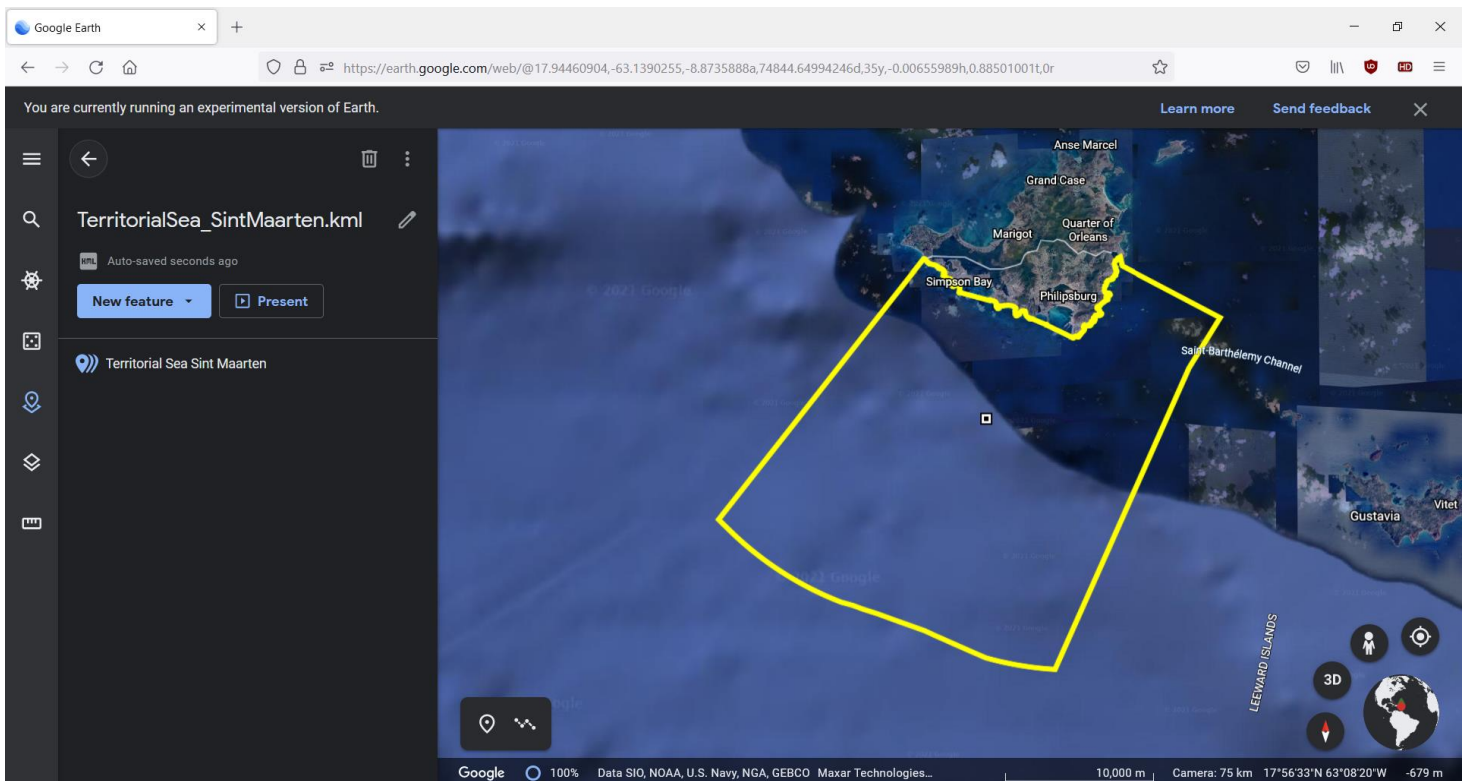 Google Earth
https://earth.google.com/web/@17.94460904,-63.1390255,-8.8735888a,74844.64994246d,35y,-0.00655989h,0.88501001t,0r
HD
You are currently running an experimental version of Earth.
Learn more
Send feedback
TerritorialSea_SintMaarten.kml
KML
Auto-saved seconds ago
New feature
Present
Territorial Sea Sint Maarten
Anse Marcel
Grand Case
Quarter of
Orleans
Marigot
Simpson Bay
Philipsburg
© 2021 Google
Saint-Barthélemy Channel
Gustavia
Vitet
© 2021 Google
LEEWARD ISLANDS
3D
Google
100%
Data SIO, NOAA, U.S. Navy, NGA, GEBCO Maxar Technologies...
10,000 m
Camera: 75 km 17°56'33"N 63°08'20"W -679 m